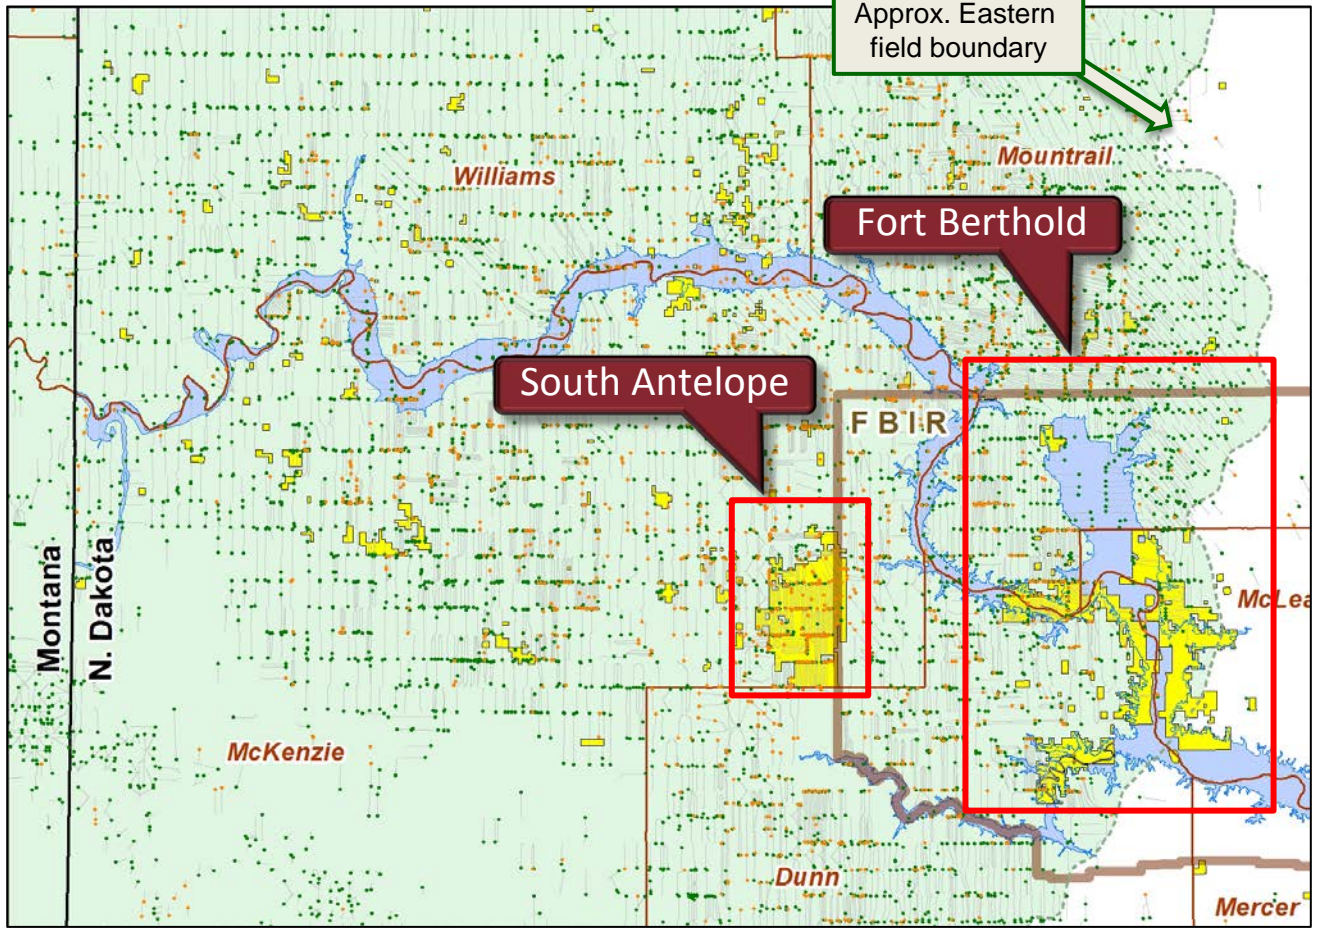 Approx. Eastern
field boundary
Mountrail
Williams
Fort Berthold
South Antelope
FBIR
Montana
N. Dakota
McLea
McKenzie
Dunn
Mercer